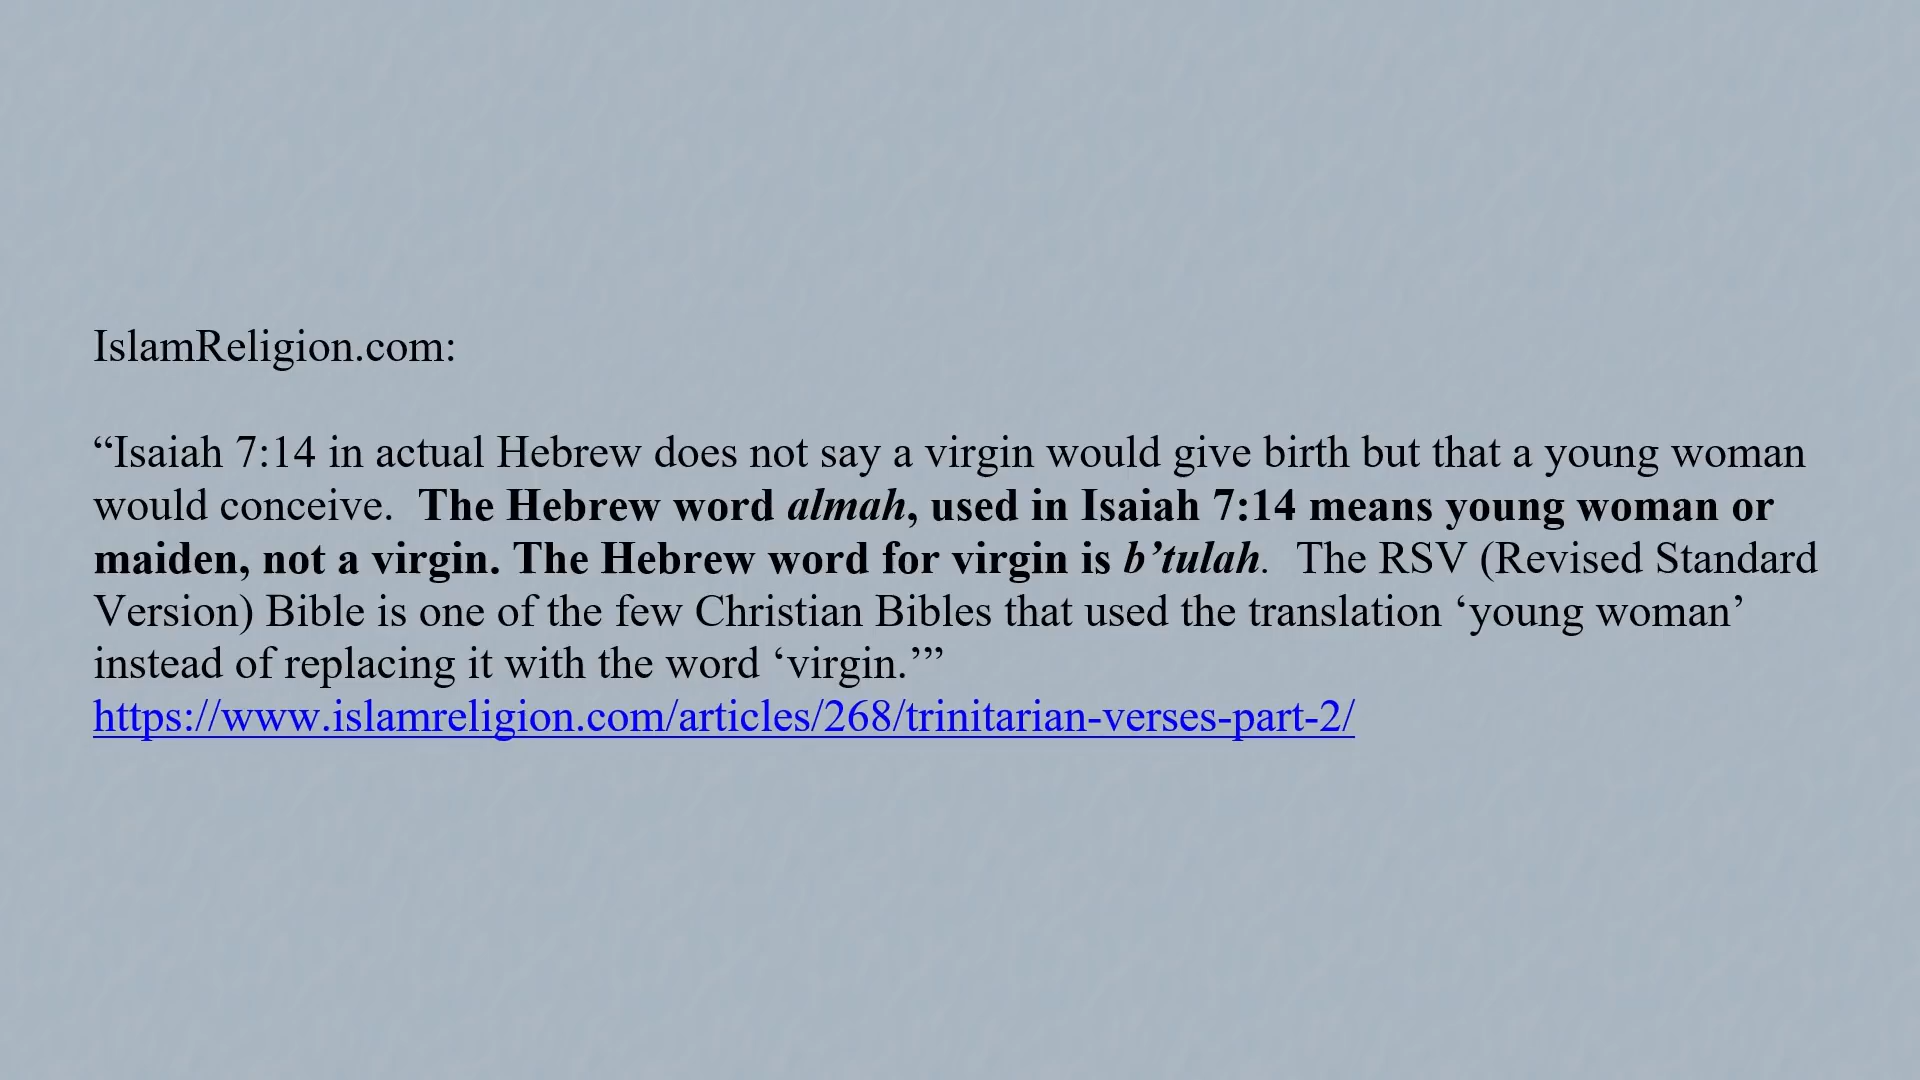 IslamReligion.com:
“Isaiah 7:14 in actual Hebrew does not say a virgin would give birth but that a young woman
would conceive.  The Hebrew word almah, used in Isaiah 7:14 means young woman or
maiden, not a virgin. The Hebrew word for virgin is b’tulah.  The RSV (Revised Standard
Version) Bible is one of the few Christian Bibles that used the translation ‘young woman’
instead of replacing it with the word ‘virgin.’”
https://www.islamreligion.com/articles/268/trinitarian-verses-part-2/